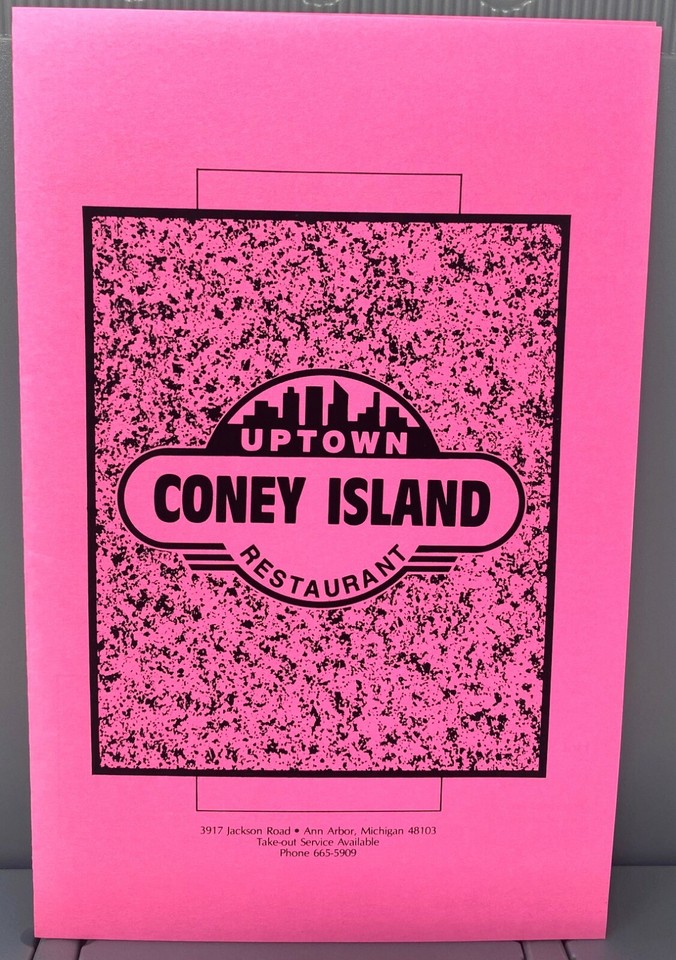 UPTOWN
CONEY ISLAND
RESTAURANT
3917 Jackson Road • Ann Arbor, Michigan 48103
Take-out Service Available
Phone 665-5909